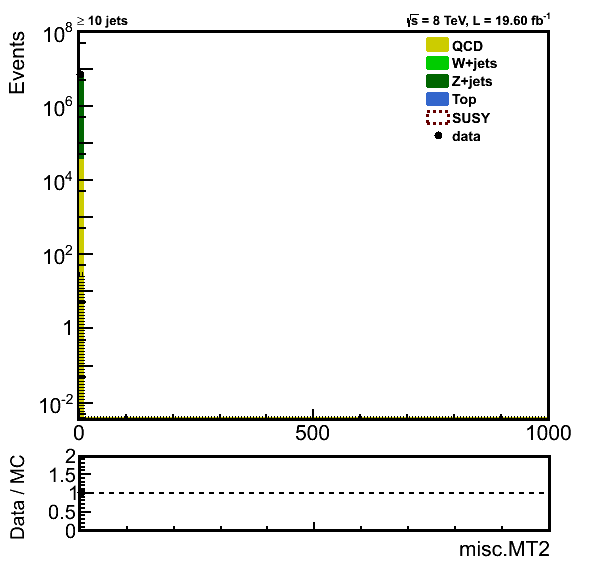 ≥ 10 jets
√s = 8 TeV, L = 19.60 fb⁻¹
Events
10⁸
10⁶
10⁴
10²
1
10⁻²
QCD
W+jets
Z+jets
Top
SUSY
data
0
500
1000
Data / MC
2
1.5
1
0.5
0
misc.MT2